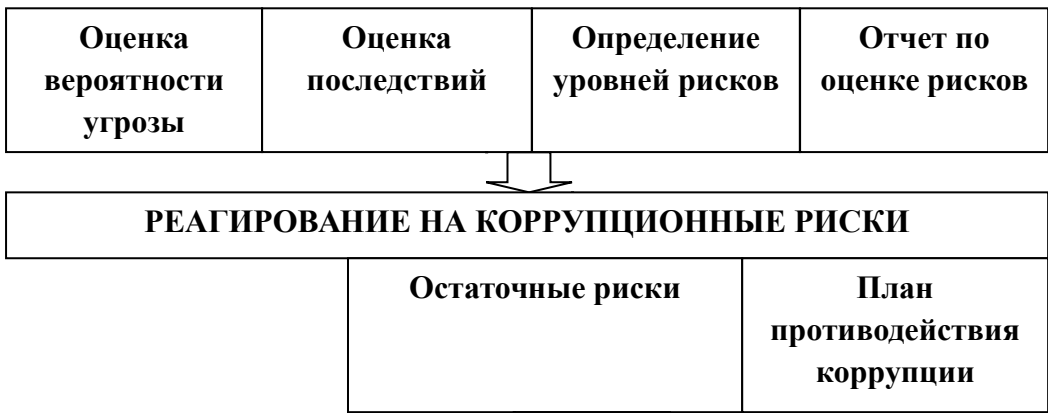 Оценка
вероятности
угрозы
Оценка
последствий
Определение
уровней рисков
Отчет по
оценке рисков
РЕАГИРОВАНИЕ НА КОРРУПЦИОННЫЕ РИСКИ
Остаточные риски
План
противодействия
коррупции